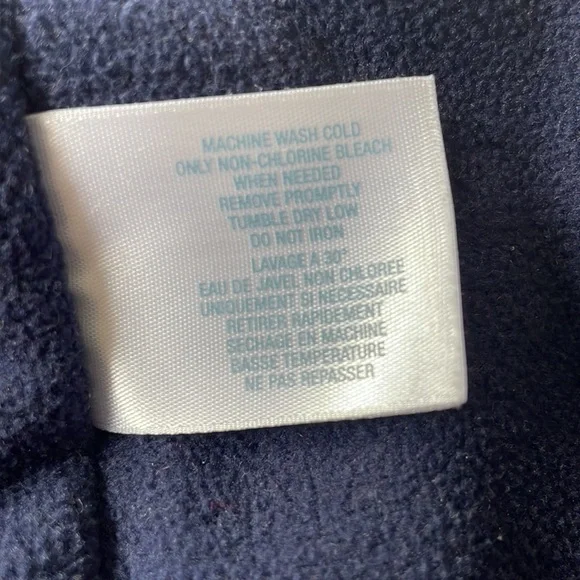 MACHINE WASH COLD
ONLY NON-CHLORINE BLEACH
WHEN NEEDED
REMOVE PROMPTLY
TUMBLE DRY LOW
DO NOT IRON
LAVAGE A 30°
EAU DE JAVEL NON CHLOREE
UNIQUEMENT SI NECESSAIRE
RETIRER RAPIDEMENT
SECHAGE EN MACHINE
BASSE TEMPERATURE
NE PAS REPASSER